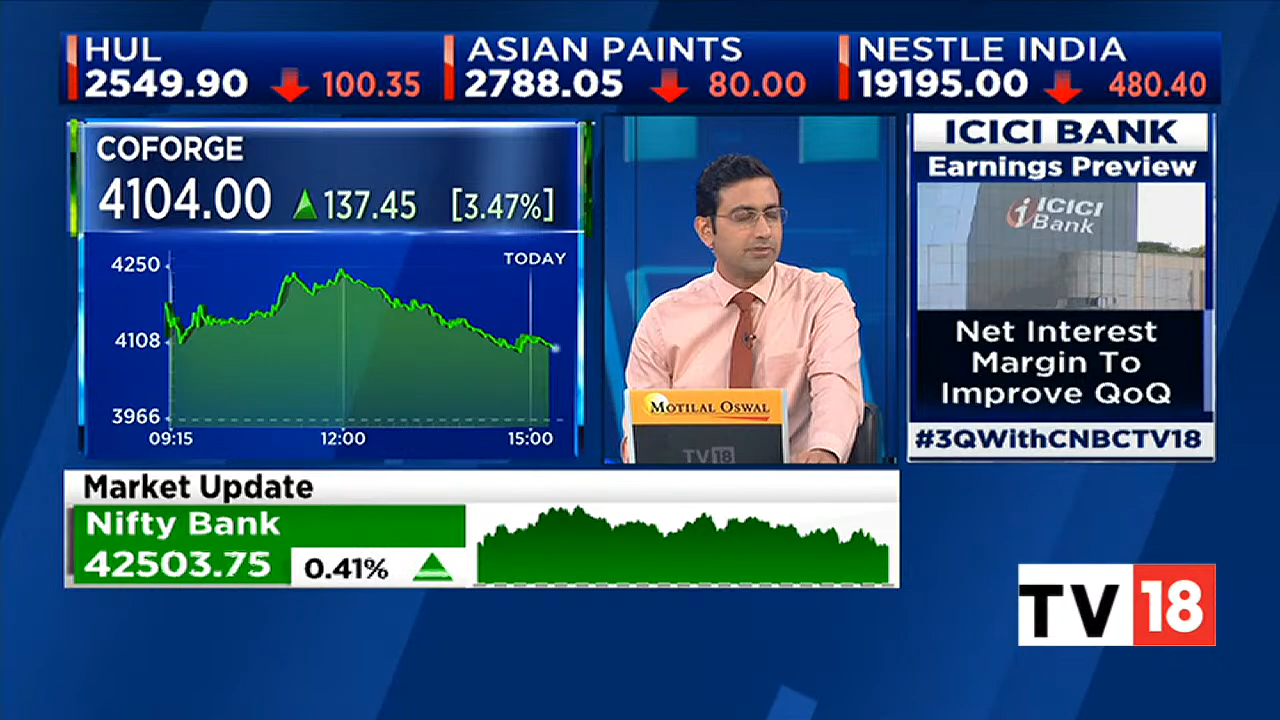 HUL
2549.90 100.35
ASIAN PAINTS
2788.05 80.00
NESTLE INDIA
19195.00 480.40
COFORGE
4104.00 137.45 [3.47%]
TODAY
4250
4108
3966
09:15 12:00 15:00
MOTILAL OSWAL
TV18
ICICI BANK
Earnings Preview
ICICI
Bank
Net Interest
Margin To
Improve QoQ
#3QWithCNBCTV18
Market Update
Nifty Bank
42503.75 0.41%
TV18